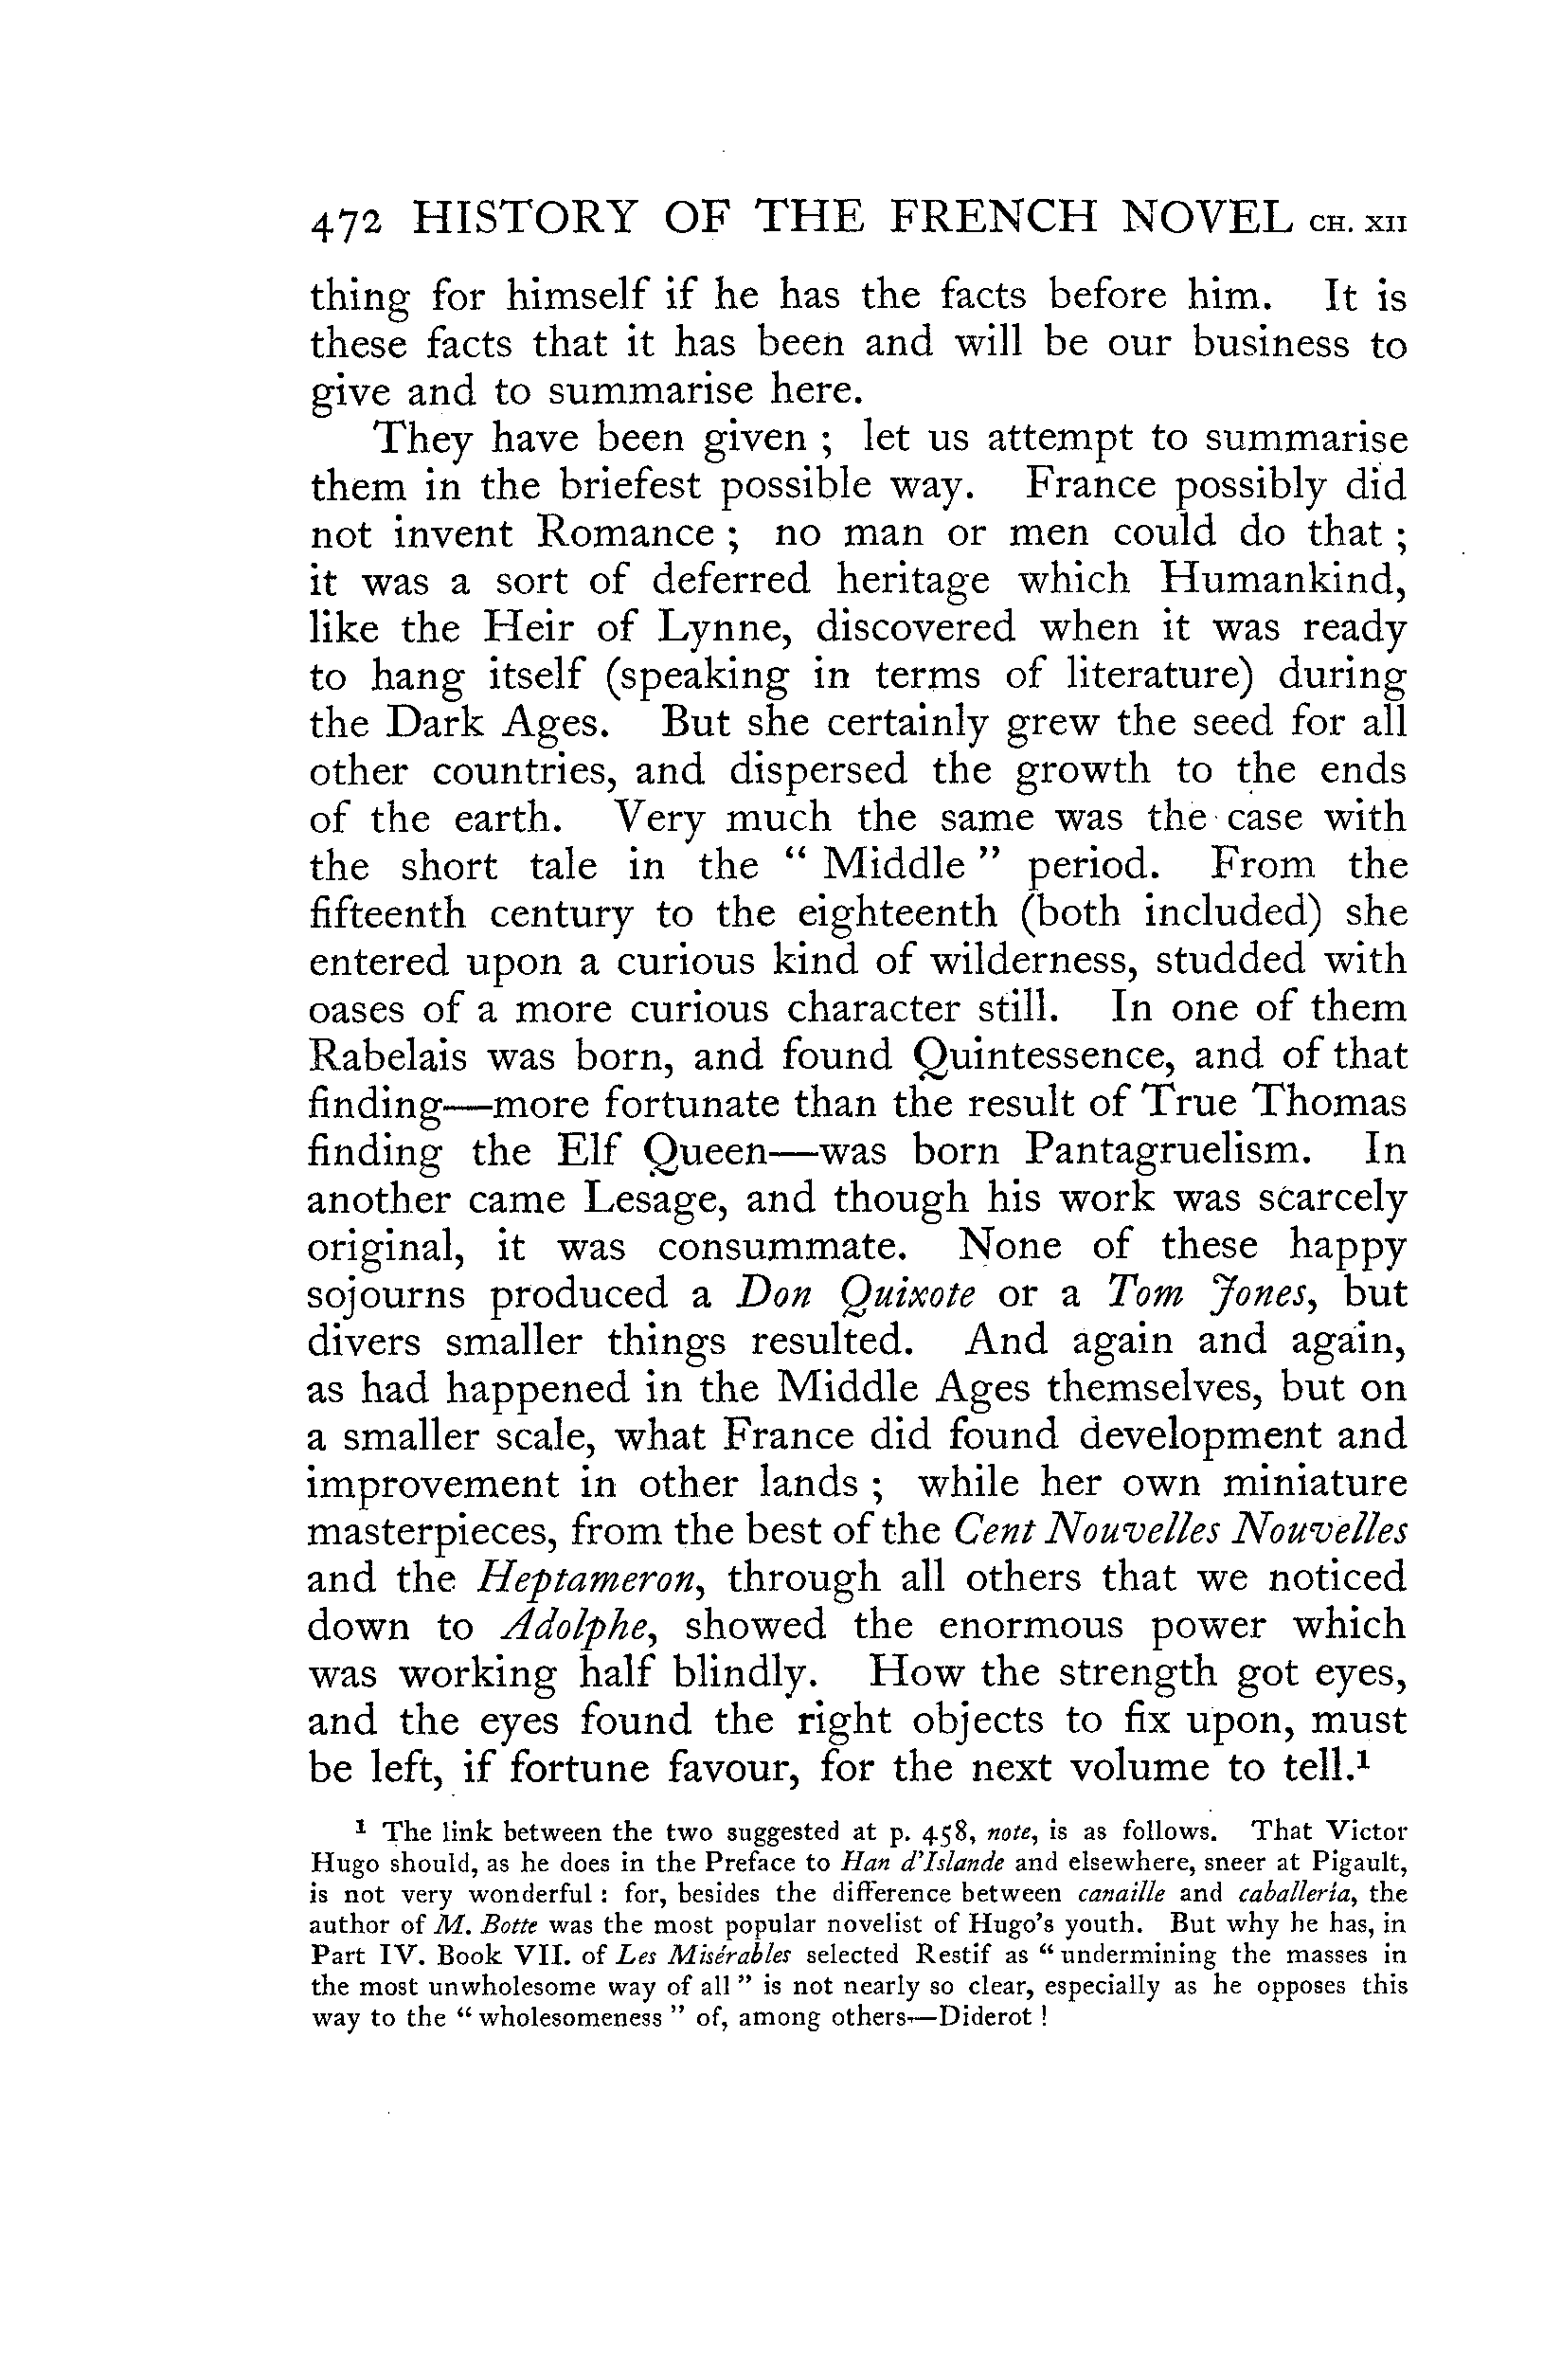 472 HISTORY OF THE FRENCH NOVEL CH. XII
thing for himself if he has the facts before him. It is
these facts that it has been and will be our business to
give and to summarise here.
They have been given ; let us attempt to summarise
them in the briefest possible way. France possibly did
not invent Romance ; no man or men could do that ;
it was a sort of deferred heritage which Humankind,
like the Heir of Lynne, discovered when it was ready
to hang itself (speaking in terms of literature) during
the Dark Ages. But she certainly grew the seed for all
other countries, and dispersed the growth to the ends
of the earth. Very much the same was the case with
the short tale in the “ Middle ” period. From the
fifteenth century to the eighteenth (both included) she
entered upon a curious kind of wilderness, studded with
oases of a more curious character still. In one of them
Rabelais was born, and found Quintessence, and of that
finding—more fortunate than the result of True Thomas
finding the Elf Queen—was born Pantagruelism. In
another came Lesage, and though his work was scarcely
original, it was consummate. None of these happy
sojourns produced a Don Quixote or a Tom Jones, but
divers smaller things resulted. And again and again,
as had happened in the Middle Ages themselves, but on
a smaller scale, what France did found development and
improvement in other lands ; while her own miniature
masterpieces, from the best of the Cent Nouvelles Nouvelles
and the Heptameron, through all others that we noticed
down to Adolphe, showed the enormous power which
was working half blindly. How the strength got eyes,
and the eyes found the right objects to fix upon, must
be left, if fortune favour, for the next volume to tell.¹
¹ The link between the two suggested at p. 458, note, is as follows. That Victor
Hugo should, as he does in the Preface to Han d'Islande and elsewhere, sneer at Pigault,
is not very wonderful : for, besides the difference between canaille and caballería, the
author of M. Botte was the most popular novelist of Hugo's youth. But why he has, in
Part IV. Book VII. of Les Misérables selected Restif as “ undermining the masses in
the most unwholesome way of all ” is not nearly so clear, especially as he opposes this
way to the “ wholesomeness ” of, among others—Diderot !